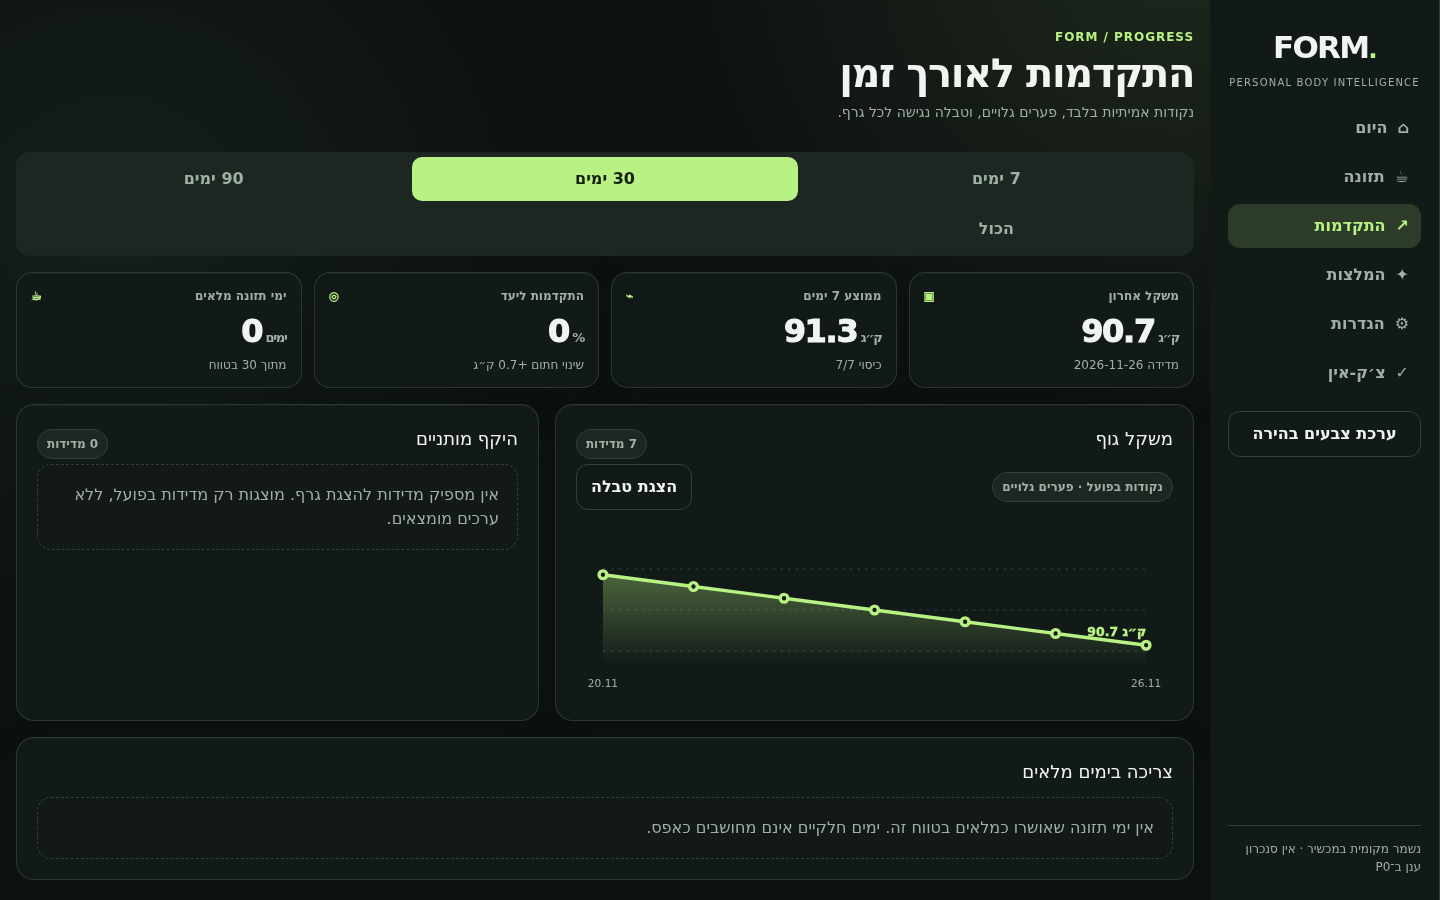 FORM.
PERSONAL BODY INTELLIGENCE
היום
תזונה
התקדמות
המלצות
הגדרות
צ׳ק-אין
ערכת צבעים בהירה
נשמר מקומית במכשיר · אין סנכרון
ענן ב־P0
FORM / PROGRESS
התקדמות לאורך זמן
נקודות אמיתיות בלבד, פערים גלויים, וטבלה נגישה לכל גרף.
7 ימים
30 ימים
90 ימים
הכול
משקל אחרון
90.7 ק״ג
מדידה 2026-11-26
ממוצע 7 ימים
91.3 ק״ג
כיסוי 7/7
התקדמות ליעד
0 %
שינוי חתום +0.7 ק״ג
ימי תזונה מלאים
0 ימים
מתוך 30 בטווח
משקל גוף
7 מדידות
נקודות בפועל · פערים גלויים
הצגת טבלה
90.7 ק״ג
20.11
26.11
היקף מותניים
0 מדידות
אין מספיק מדידות להצגת גרף. מוצגות רק מדידות בפועל, ללא
ערכים מומצאים.
צריכה בימים מלאים
אין ימי תזונה שאושרו כמלאים בטווח זה. ימים חלקיים אינם מחושבים כאפס.